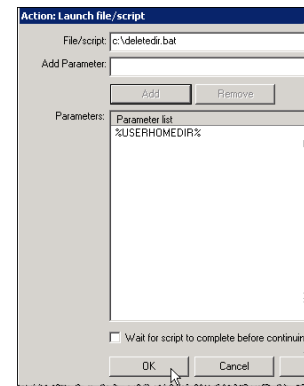 Action: Launch file/script
File/script: c:\deletedir.bat
Add Parameter:
Add Remove
Parameters: Parameter list
%USERHOMEDIR%
Wait for script to complete before continuin
OK Cancel